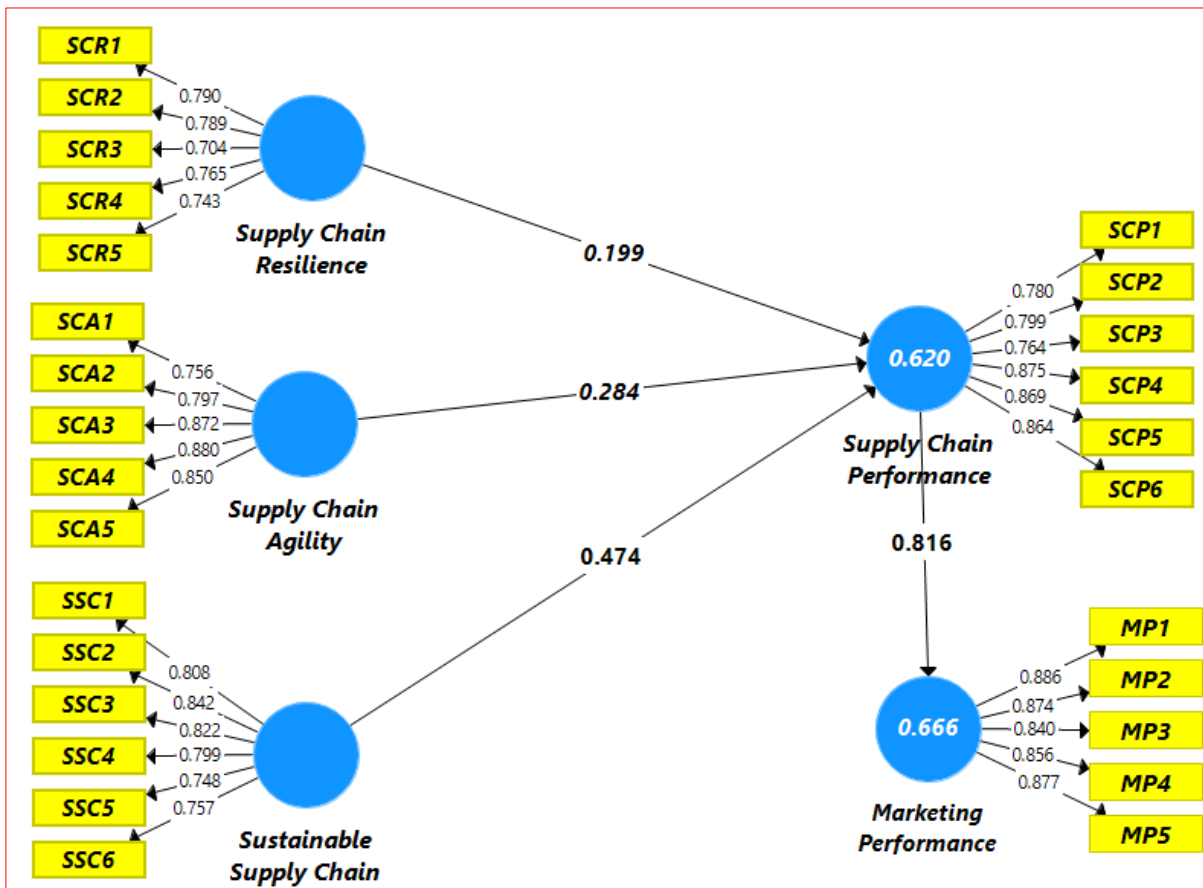 SCR1
0.790
SCR2
0.789
SCR3
0.704
SCR4
0.765
SCR5
0.743
Supply Chain
Resilience
0.199
SCA1
0.756
SCA2
0.797
SCA3
0.872
SCA4
0.880
SCA5
0.850
Supply Chain
Agility
0.284
SSC1
0.808
SSC2
0.842
SSC3
0.822
SSC4
0.799
SSC5
0.748
SSC6
0.757
Sustainable
Supply Chain
0.474
0.620
Supply Chain
Performance
SCP1
0.780
SCP2
0.799
SCP3
0.764
SCP4
0.875
SCP5
0.869
SCP6
0.864
0.816
0.666
Marketing
Performance
MP1
0.886
MP2
0.874
MP3
0.840
MP4
0.856
MP5
0.877